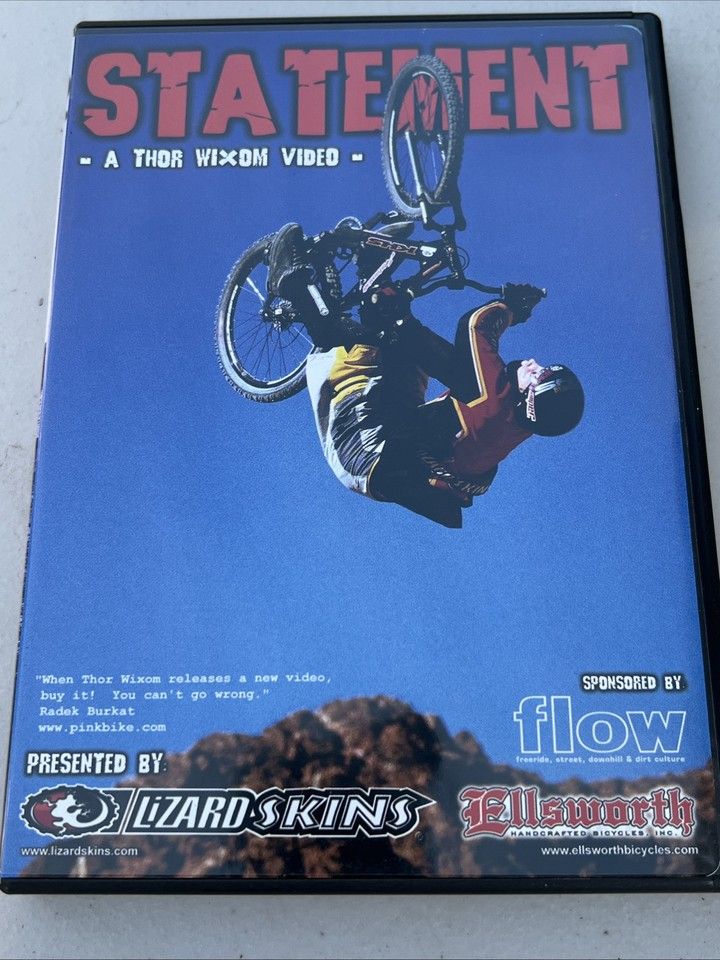 STATEMENT
- A THOR WIXOM VIDEO -
KHS
"When Thor Wixom releases a new video,
buy it! You can't go wrong."
Radek Burkat
www.pinkbike.com
SPONSORED BY:
flow
freeride, street, downhill & dirt culture
PRESENTED BY:
LiZARD SKINS
www.lizardskins.com
Ellsworth
HANDCRAFTED BICYCLES, INC.
www.ellsworthbicycles.com